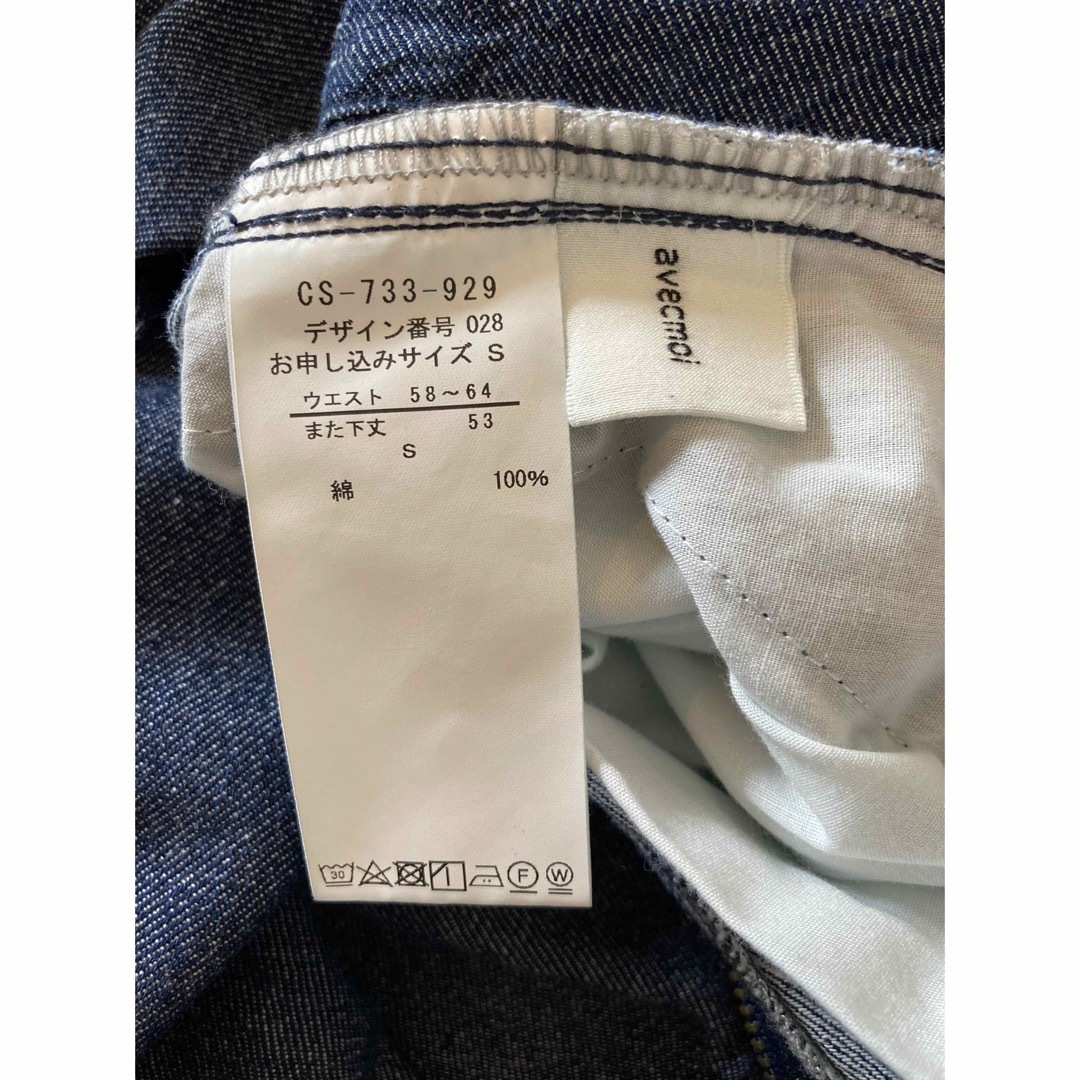 CS-733-929
デザイン番号 028
お申し込みサイズ S
ウエスト 58～64
また下丈 53
S
綿 100%
30
F
W
avecmoi